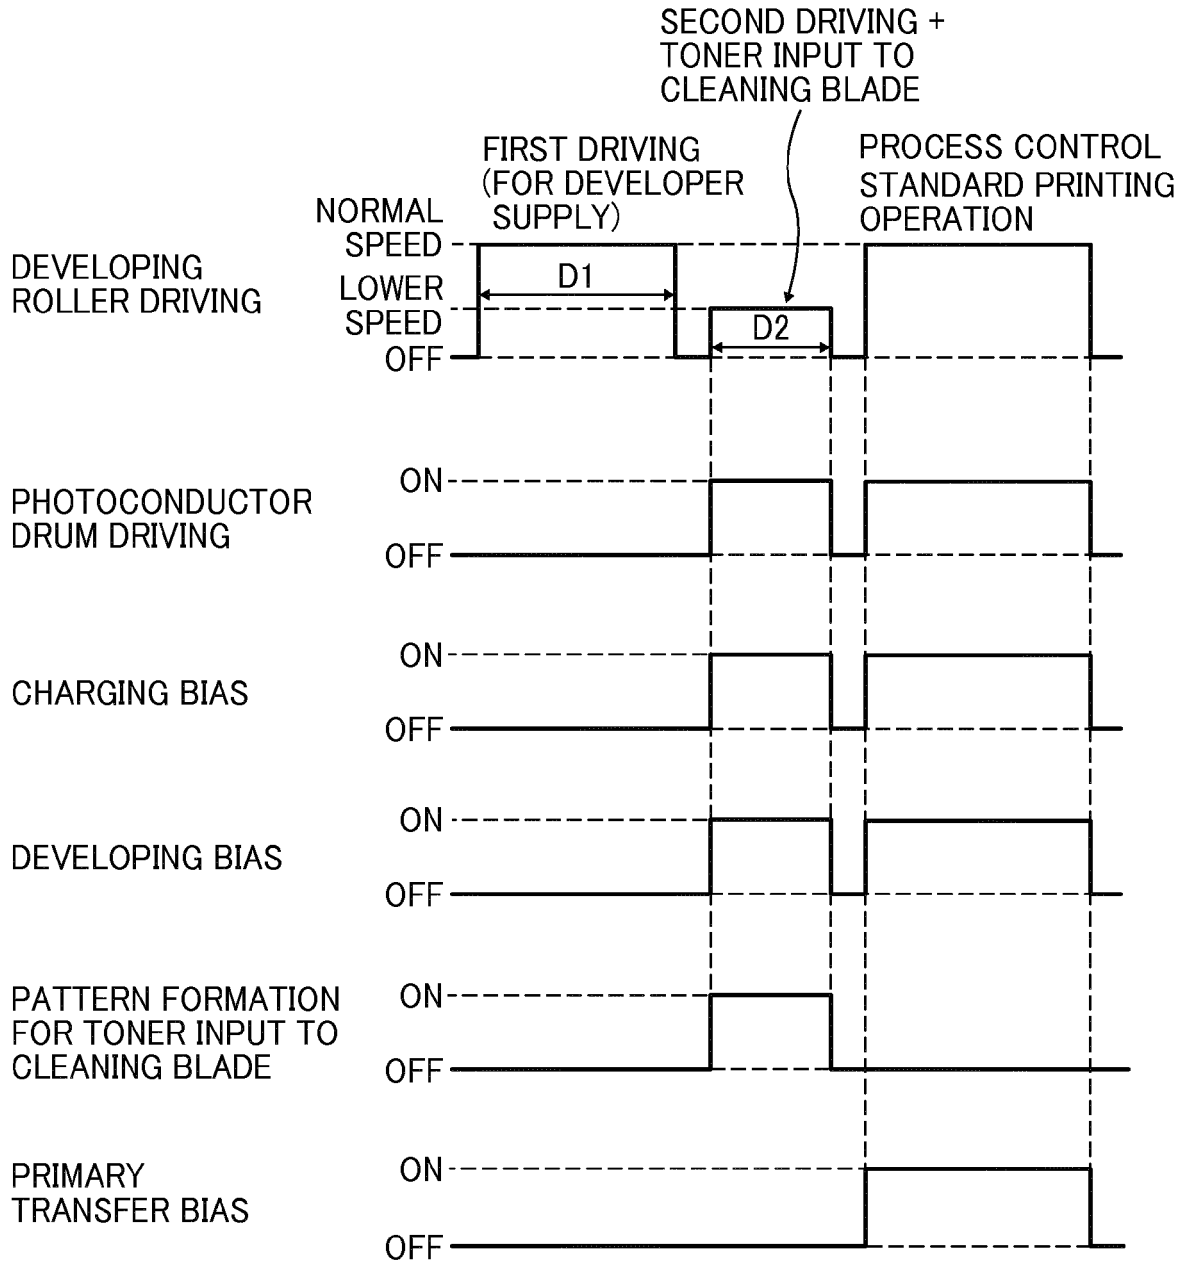 SECOND DRIVING +
TONER INPUT TO
CLEANING BLADE
FIRST DRIVING
(FOR DEVELOPER
SUPPLY)
PROCESS CONTROL
STANDARD PRINTING
OPERATION
DEVELOPING
ROLLER DRIVING
NORMAL
SPEED
LOWER
SPEED
OFF
D1
D2
PHOTOCONDUCTOR
DRUM DRIVING
ON
OFF
CHARGING BIAS
ON
OFF
DEVELOPING BIAS
ON
OFF
PATTERN FORMATION
FOR TONER INPUT TO
CLEANING BLADE
ON
OFF
PRIMARY
TRANSFER BIAS
ON
OFF